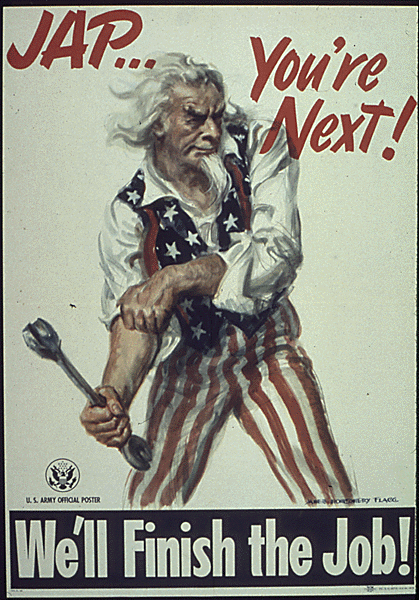 JAP...
You're
Next!
U. S. ARMY OFFICIAL POSTER
JAMES MONTGOMERY FLAGG
We'll Finish the Job!